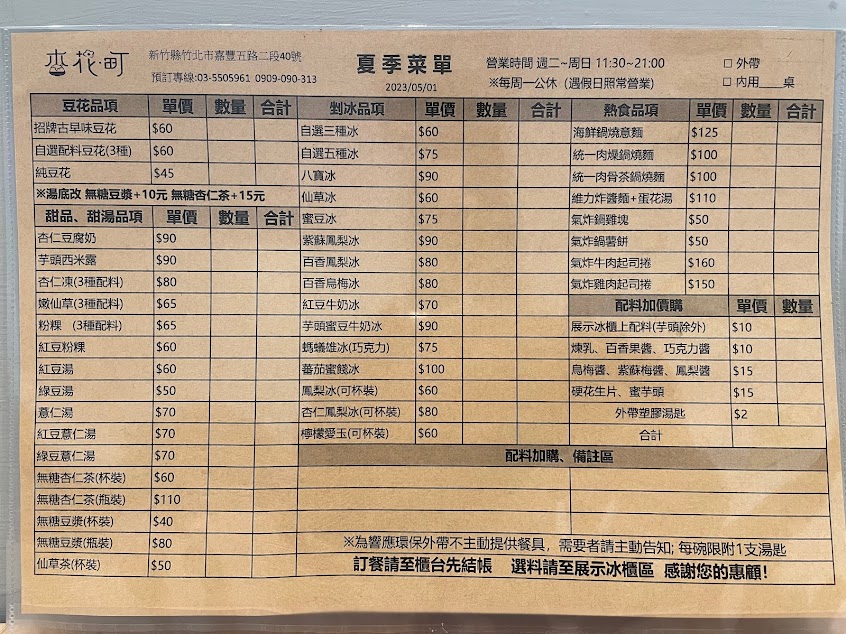 杏花·町
新竹縣竹北市嘉豐五路二段40號
預訂專線:03-5505961 0909-090-313
夏季菜單
2023/05/01
營業時間 週二~周日 11:30~21:00
※每周一公休（遇假日照常營業)
□ 外帶
□ 內用____桌
豆花品項 單價 數量 合計
招牌古早味豆花 $60
自選配料豆花(3種) $60
純豆花 $45
※湯底改 無糖豆漿+10元 無糖杏仁茶+15元
甜品、甜湯品項 單價 數量 合計
杏仁豆腐奶 $90
芋頭西米露 $90
杏仁凍(3種配料) $80
嫩仙草(3種配料) $65
粉粿 (3種配料) $65
紅豆粉粿 $60
紅豆湯 $60
綠豆湯 $50
薏仁湯 $70
紅豆薏仁湯 $70
綠豆薏仁湯 $70
無糖杏仁茶(杯裝) $60
無糖杏仁茶(瓶裝) $110
無糖豆漿(杯裝) $40
無糖豆漿(瓶裝) $80
仙草茶(杯裝) $50
剉冰品項 單價 數量 合計
自選三種冰 $60
自選五種冰 $75
八寶冰 $90
仙草冰 $60
蜜豆冰 $75
紫蘇鳳梨冰 $90
百香鳳梨冰 $80
百香烏梅冰 $80
紅豆牛奶冰 $70
芋頭蜜豆牛奶冰 $90
螞蟻雄冰(巧克力) $75
蕃茄蜜餞冰 $100
鳳梨冰(可杯裝) $60
杏仁鳳梨冰(可杯裝) $80
檸檬愛玉(可杯裝) $60
熱食品項 單價 數量 合計
海鮮鍋燒意麵 $125
統一肉燥鍋燒麵 $100
統一肉骨茶鍋燒麵 $100
維力炸醬麵+蛋花湯 $110
氣炸鍋雞塊 $50
氣炸鍋薯餅 $50
氣炸牛肉起司捲 $160
氣炸雞肉起司捲 $150
配料加價購 單價 數量
展示冰櫃上配料(芋頭除外) $10
煉乳、百香果醬、巧克力醬 $10
烏梅醬、紫蘇梅醬、鳳梨醬 $15
硬花生片、蜜芋頭 $15
外帶塑膠湯匙 $2
合計
配料加購、備註區
※為響應環保外帶不主動提供餐具，需要者請主動告知; 每碗限附1支湯匙
訂餐請至櫃台先結帳 選料請至展示冰櫃區 感謝您的惠顧!